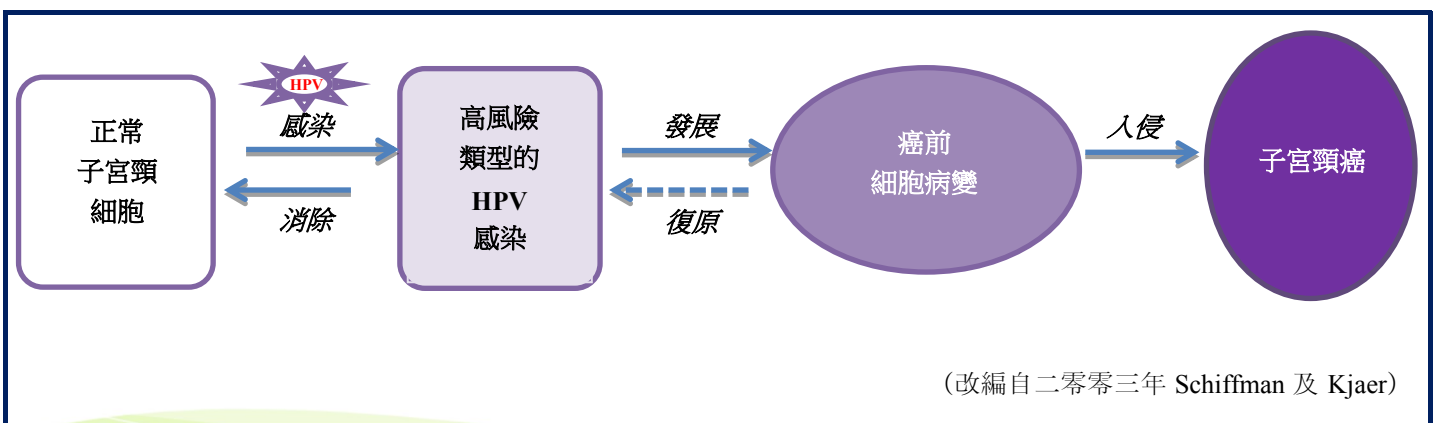 正常
子宮頸
細胞
HPV
感染
消除
高風險
類型的
HPV
感染
發展
復原
癌前
細胞病變
入侵
子宮頸癌
(改編自二零零三年 Schiffman 及 Kjaer)